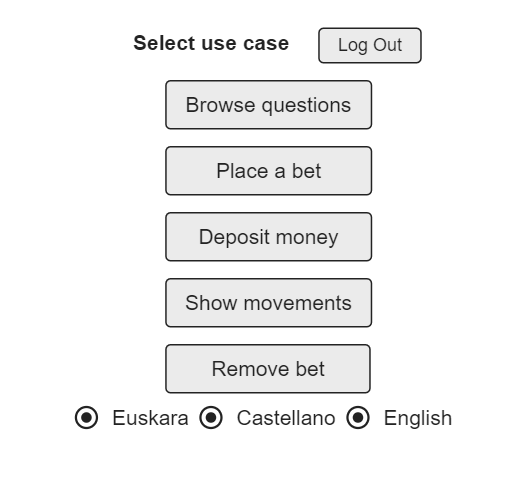 Select use case Log Out
Browse questions
Place a bet
Deposit money
Show movements
Remove bet
Euskara Castellano English